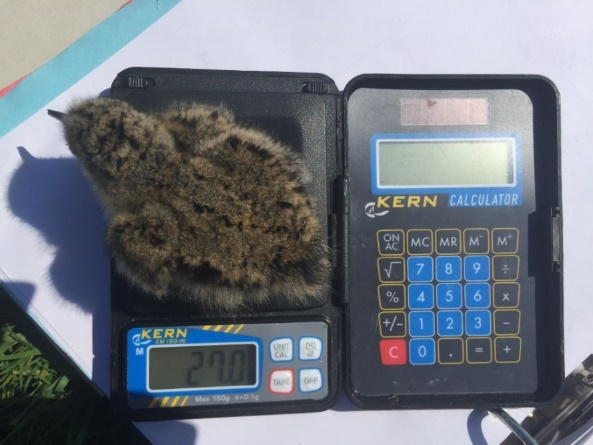 KERN CALCULATOR
ON AC MC MR M- M+
√ 7 8 9 ÷
% 4 5 6 x
+/- 1 2 3 -
C 0 . = +
KERN
CM 150-1N
M
27.0
UNIT CAL
TARE OFF
Max 150g d=0.1g